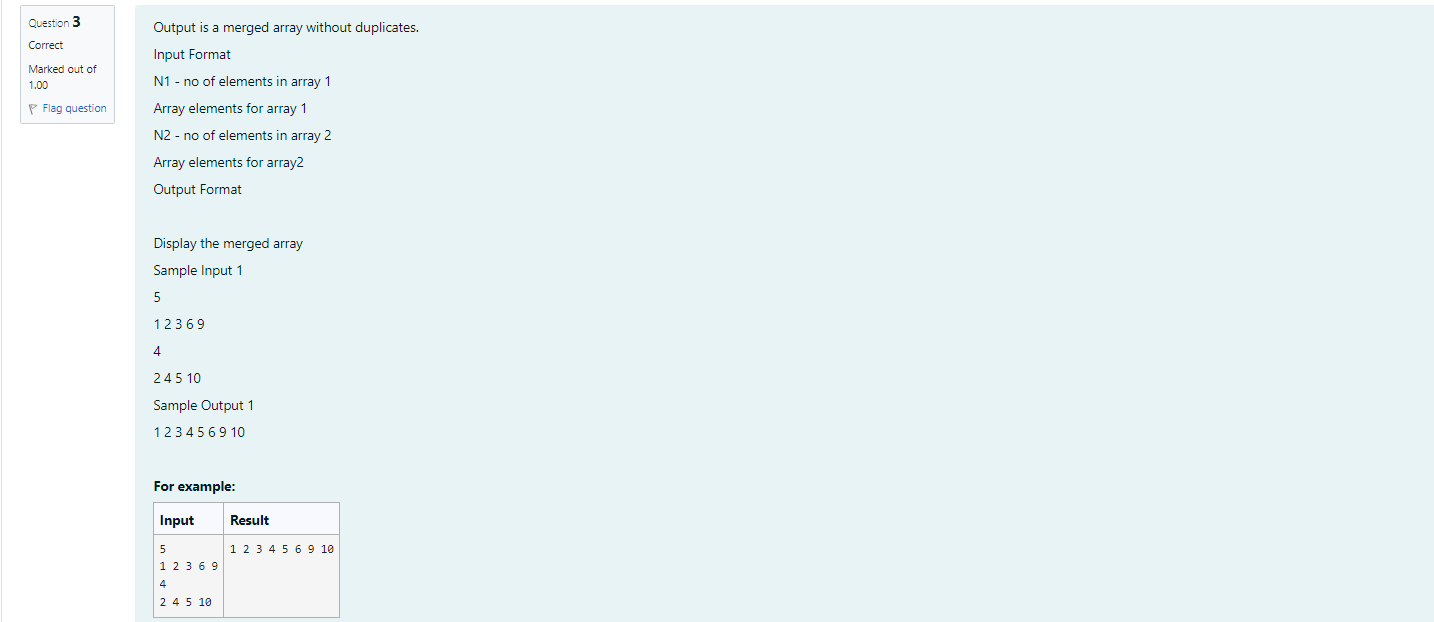 Question 3
Correct
Marked out of
1.00
Flag question
Output is a merged array without duplicates.
Input Format
N1 - no of elements in array 1
Array elements for array 1
N2 - no of elements in array 2
Array elements for array2
Output Format
Display the merged array
Sample Input 1
5
1 2 3 6 9
4
2 4 5 10
Sample Output 1
1 2 3 4 5 6 9 10
For example:
Input Result
5 1 2 3 4 5 6 9 10
1 2 3 6 9
4
2 4 5 10